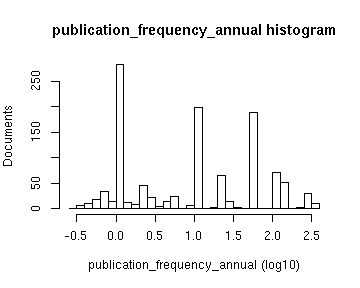 publication_frequency_annual histogram
Documents
250
150
50
0
-0.5 0.0 0.5 1.0 1.5 2.0 2.5
publication_frequency_annual (log10)